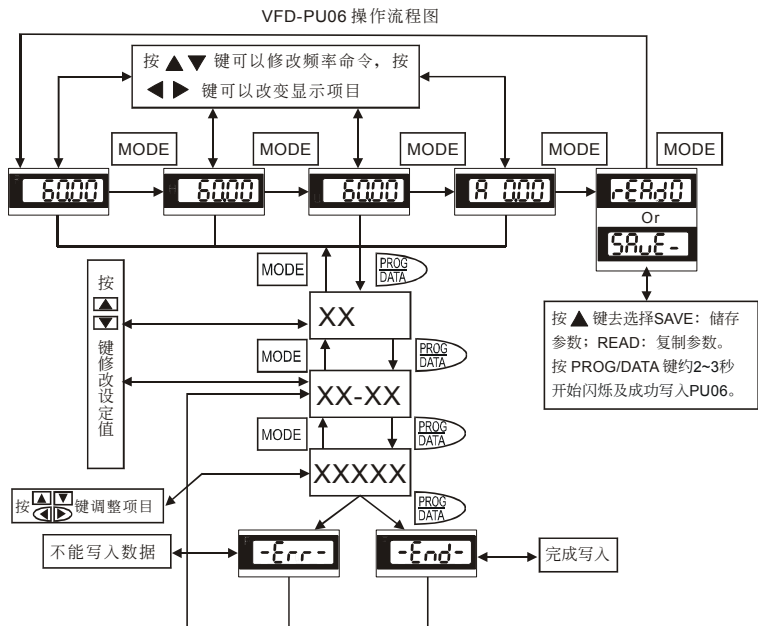 VFD-PU06 操作流程图
按 ▲ ▼ 键可以修改频率命令，按
◀ ▶ 键可以改变显示项目
MODE
MODE
MODE
MODE
MODE
F 60.00
H 60.00
U 60.00
A 0.00
rEAd0
Or
SAvE-
按 ▲ 键去选择SAVE：储存
参数；READ：复制参数。
按 PROG/DATA 键约2~3秒
开始闪烁及成功写入PU06。
MODE
PROG
DATA
按
▲
▼
键修改设定值
XX
MODE
PROG
DATA
XX-XX
MODE
PROG
DATA
XXXXX
按 ▲ ▼ ◀ ▶ 键调整项目
PROG
DATA
不能写入数据
-Err-
-End-
完成写入